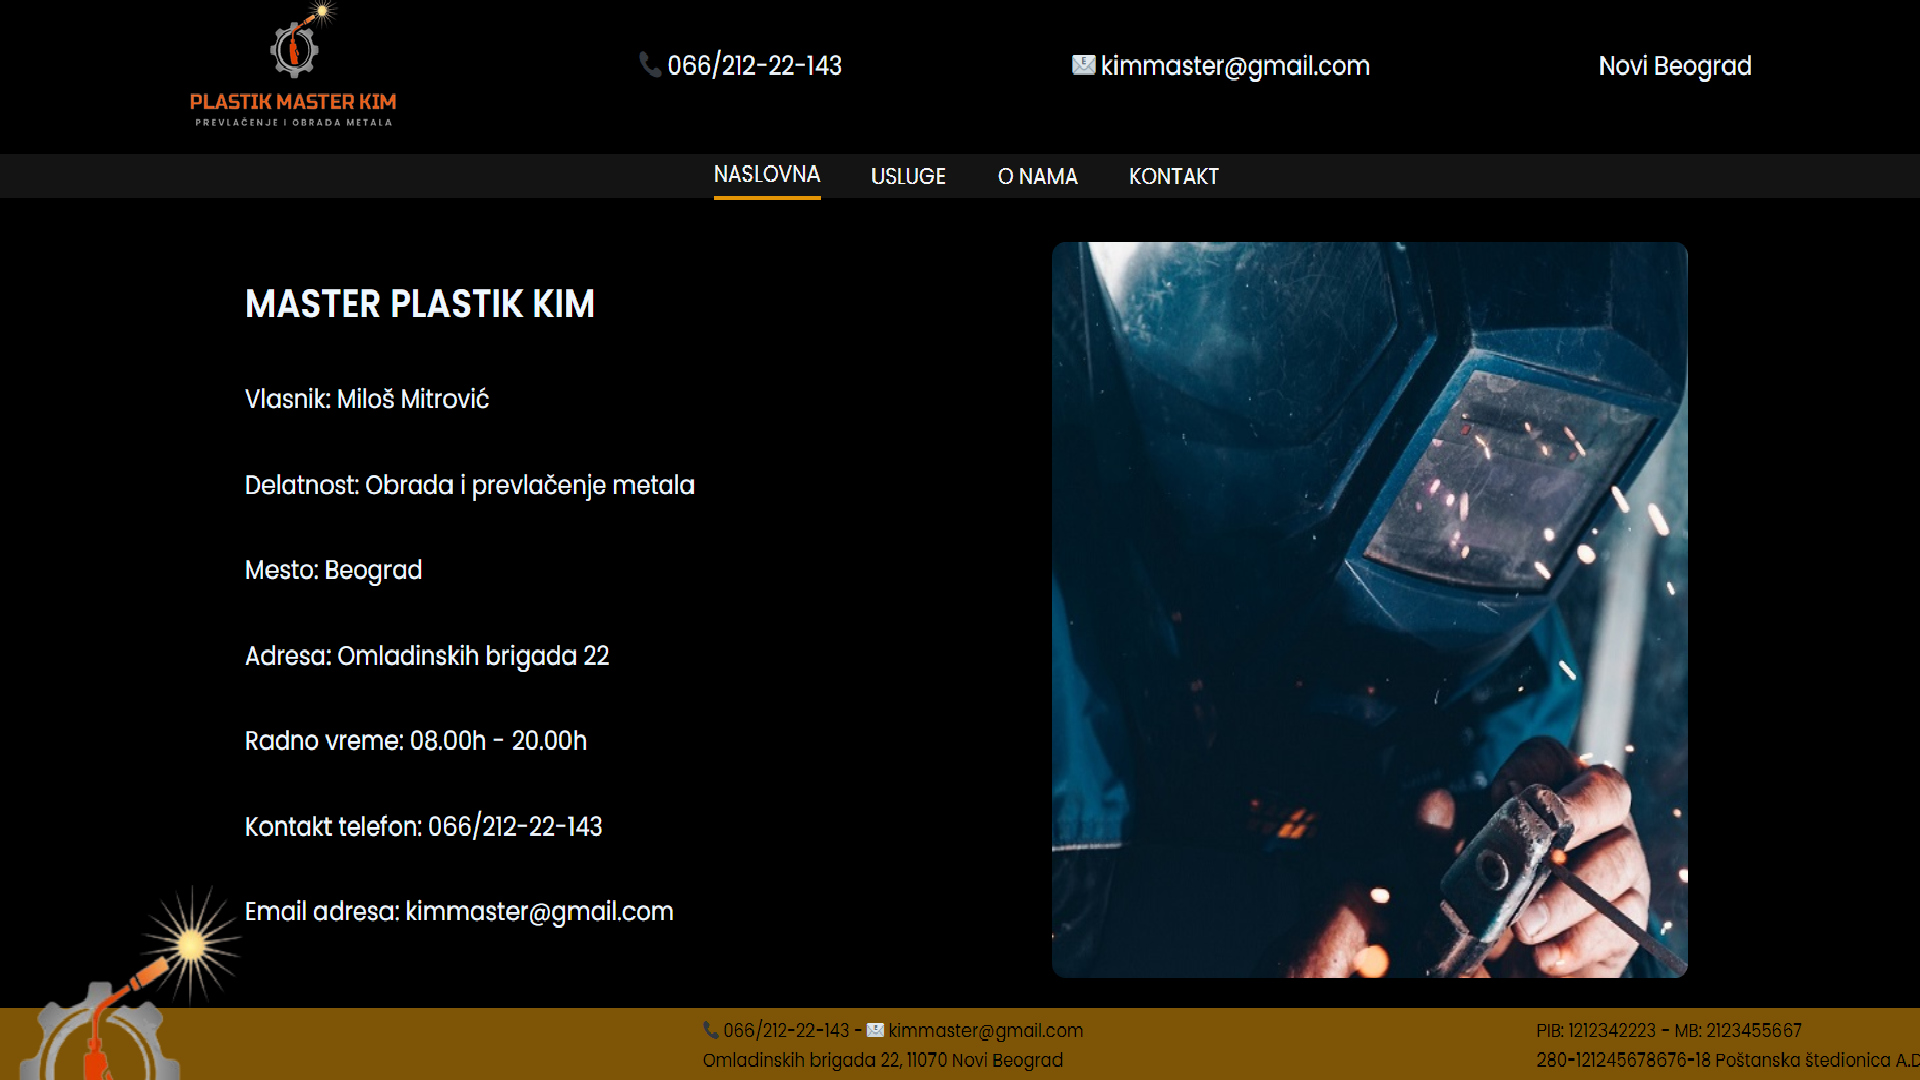 PLASTIK MASTER KIM
PREVLAČENJE I OBRADA METALA
066/212-22-143
kimmaster@gmail.com
Novi Beograd
NASLOVNA USLUGE O NAMA KONTAKT
MASTER PLASTIK KIM
Vlasnik: Miloš Mitrović
Delatnost: Obrada i prevlačenje metala
Mesto: Beograd
Adresa: Omladinskih brigada 22
Radno vreme: 08.00h - 20.00h
Kontakt telefon: 066/212-22-143
Email adresa: kimmaster@gmail.com
066/212-22-143 - kimmaster@gmail.com
Omladinskih brigada 22, 11070 Novi Beograd
PIB: 1212342223 - MB: 2123455667
280-121245678676-18 Poštanska štedionica A.D